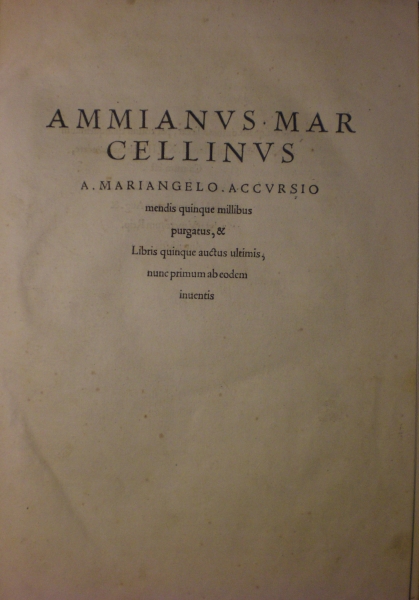 AMMIANVS·MAR
CELLINVS
A. MARIANGELO. ACCVRSIO
mendis quinque millibus
purgatus, &
Libris quinque auctus ultimis,
nunc primum ab eodem
inuentis